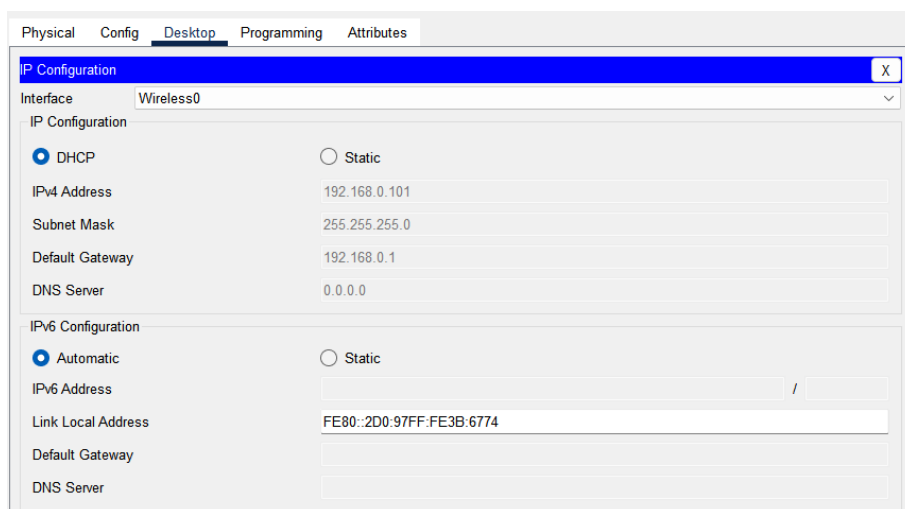 Physical Config Desktop Programming Attributes
IP Configuration X
Interface Wireless0
IP Configuration
DHCP Static
IPv4 Address 192.168.0.101
Subnet Mask 255.255.255.0
Default Gateway 192.168.0.1
DNS Server 0.0.0.0
IPv6 Configuration
Automatic Static
IPv6 Address /
Link Local Address FE80::2D0:97FF:FE3B:6774
Default Gateway
DNS Server